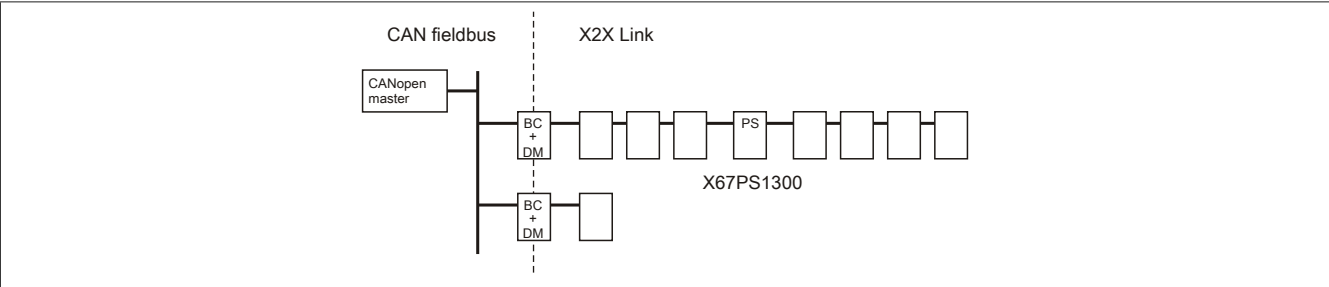 CAN fieldbus
X2X Link
CANopen
master
BC
+
DM
PS
X67PS1300
BC
+
DM